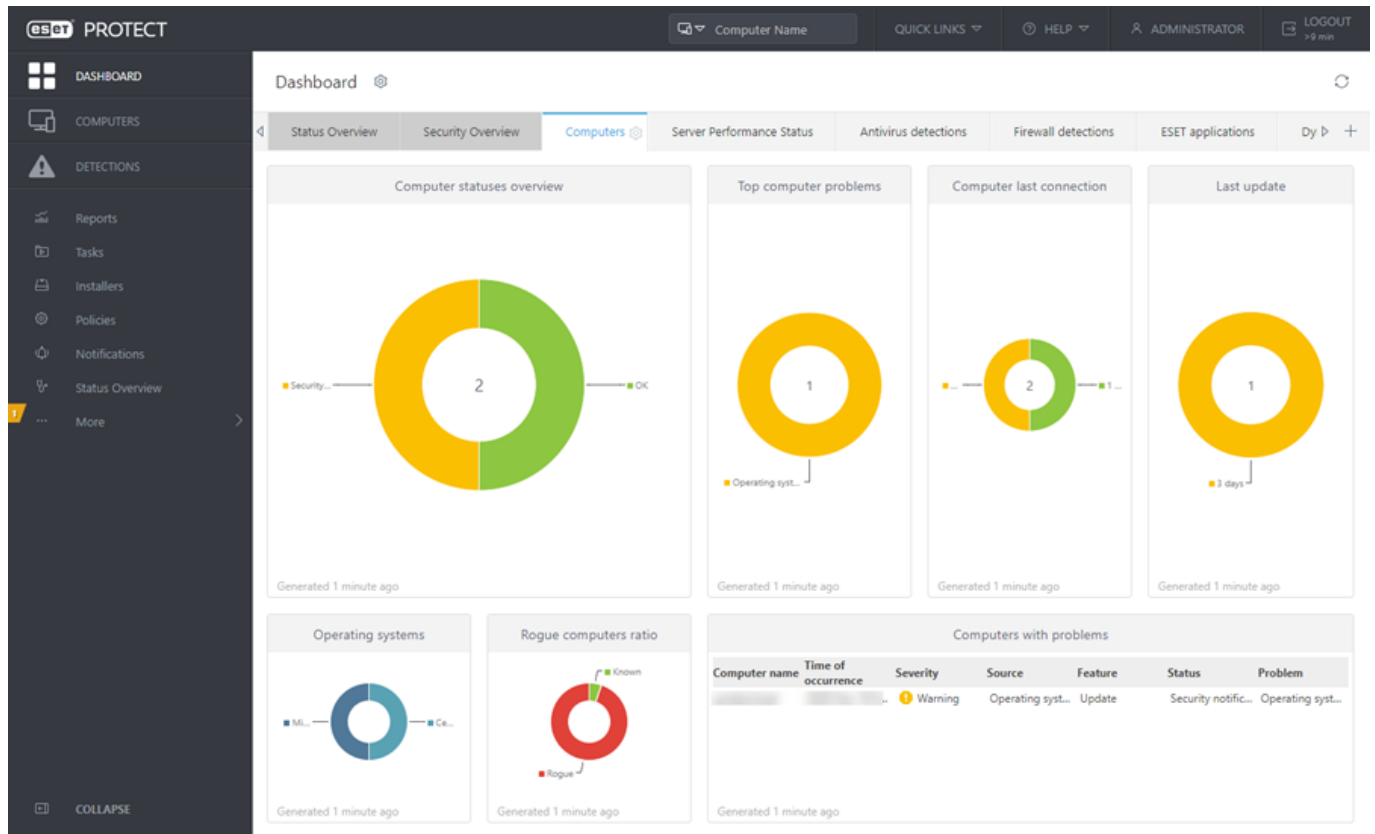 eseT PROTECT
Computer Name
QUICK LINKS
HELP
ADMINISTRATOR
LOGOUT
>9 min
DASHBOARD
COMPUTERS
DETECTIONS
Reports
Tasks
Installers
Policies
Notifications
Status Overview
1
More
COLLAPSE
Dashboard
Status Overview
Security Overview
Computers
Server Performance Status
Antivirus detections
Firewall detections
ESET applications
Dy
Computer statuses overview
Security...
2
OK
Generated 1 minute ago
Top computer problems
1
Operating syst...
Generated 1 minute ago
Computer last connection
...
2
1 ...
Generated 1 minute ago
Last update
1
3 days
Generated 1 minute ago
Operating systems
Mi...
Ce...
Generated 1 minute ago
Rogue computers ratio
Known
Rogue
Generated 1 minute ago
Computers with problems
Computer name Time of occurrence Severity Source Feature Status Problem
Warning Operating syst... Update Security notific... Operating syst...
Generated 1 minute ago